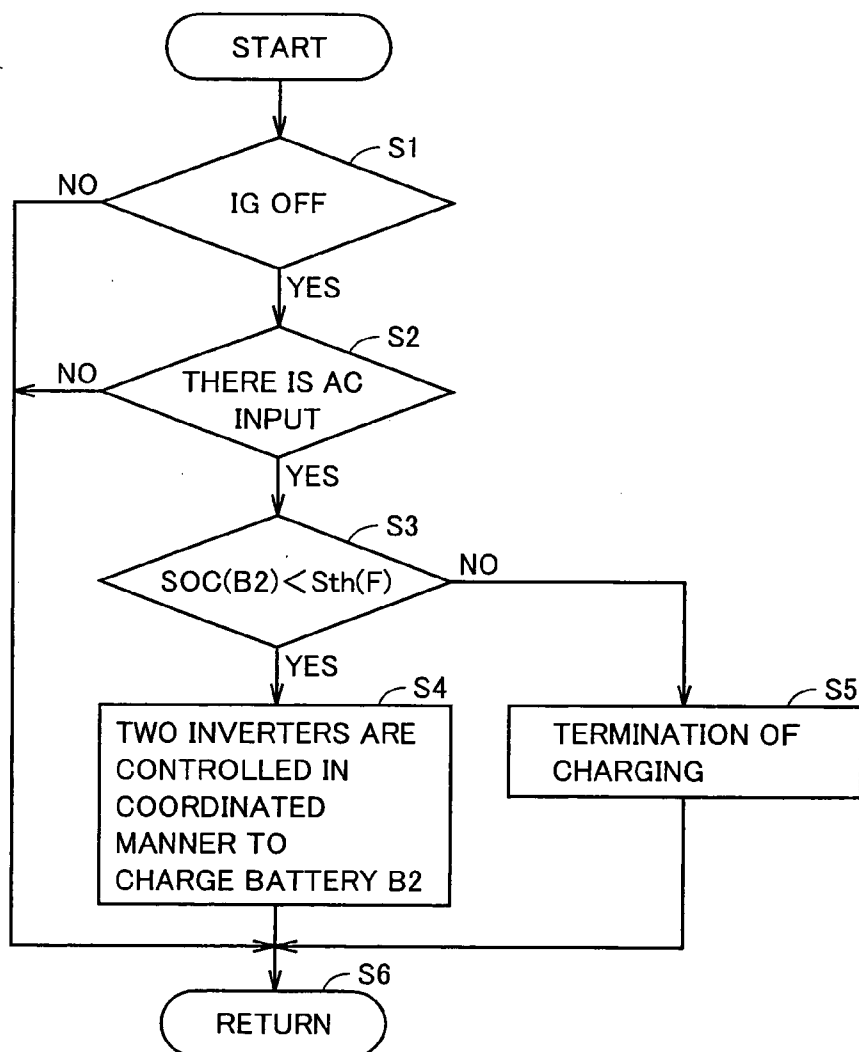 START
S1
NO
IG OFF
YES
S2
NO
THERE IS AC
INPUT
YES
S3
NO
SOC(B2)<Sth(F)
YES
S4
TWO INVERTERS ARE
CONTROLLED IN
COORDINATED
MANNER TO
CHARGE BATTERY B2
S5
TERMINATION OF
CHARGING
S6
RETURN